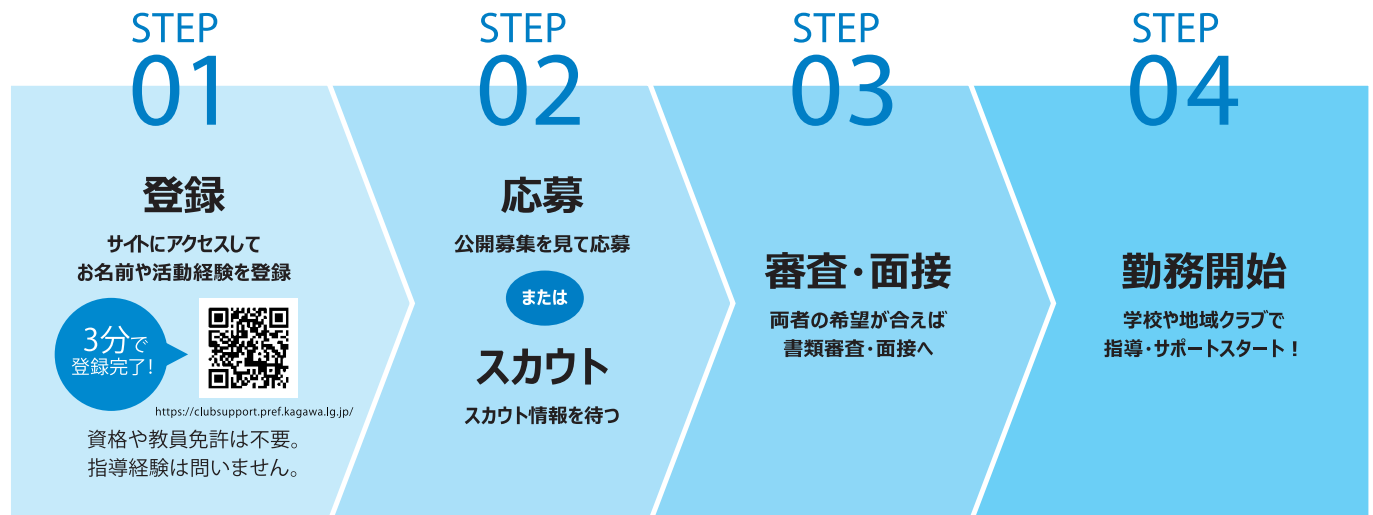 STEP
01
登録
サイトにアクセスして
お名前や活動経験を登録
3分で
登録完了!
https://clubsupport.pref.kagawa.lg.jp/
資格や教員免許は不要。
指導経験は問いません。
STEP
02
応募
公開募集を見て応募
または
スカウト
スカウト情報を待つ
STEP
03
審査・面接
両者の希望が合えば
書類審査・面接へ
STEP
04
勤務開始
学校や地域クラブで
指導・サポートスタート!